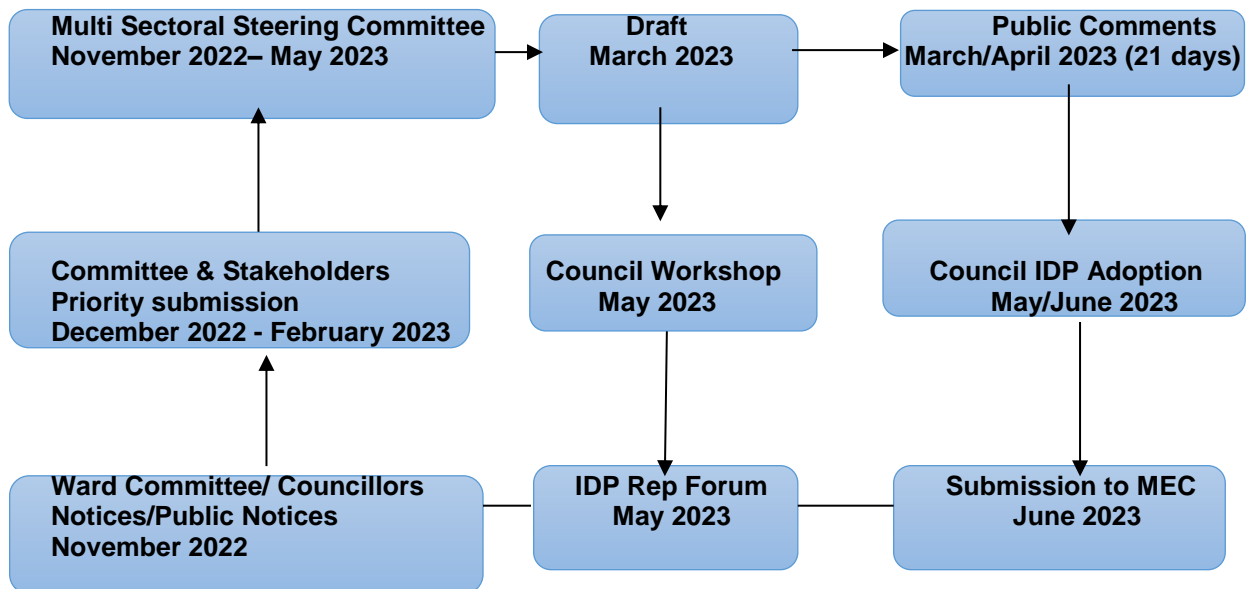 Multi Sectoral Steering Committee
November 2022– May 2023
Draft
March 2023
Public Comments
March/April 2023 (21 days)
Committee & Stakeholders
Priority submission
December 2022 - February 2023
Council Workshop
May 2023
Council IDP Adoption
May/June 2023
Ward Committee/ Councillors
Notices/Public Notices
November 2022
IDP Rep Forum
May 2023
Submission to MEC
June 2023